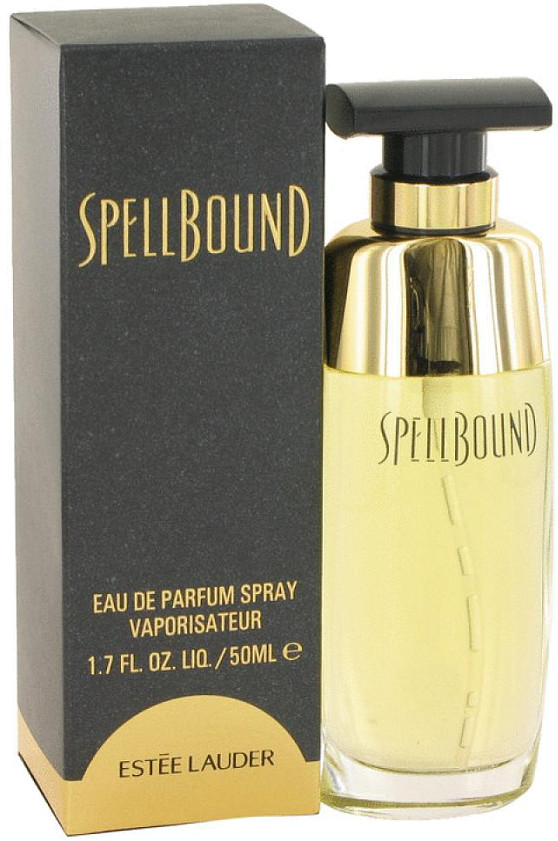 SPELLBOUND
EAU DE PARFUM SPRAY
VAPORISATEUR
1.7 FL. OZ. LIQ./50ML ℮
ESTĒE LAUDER
SPELLBOUND